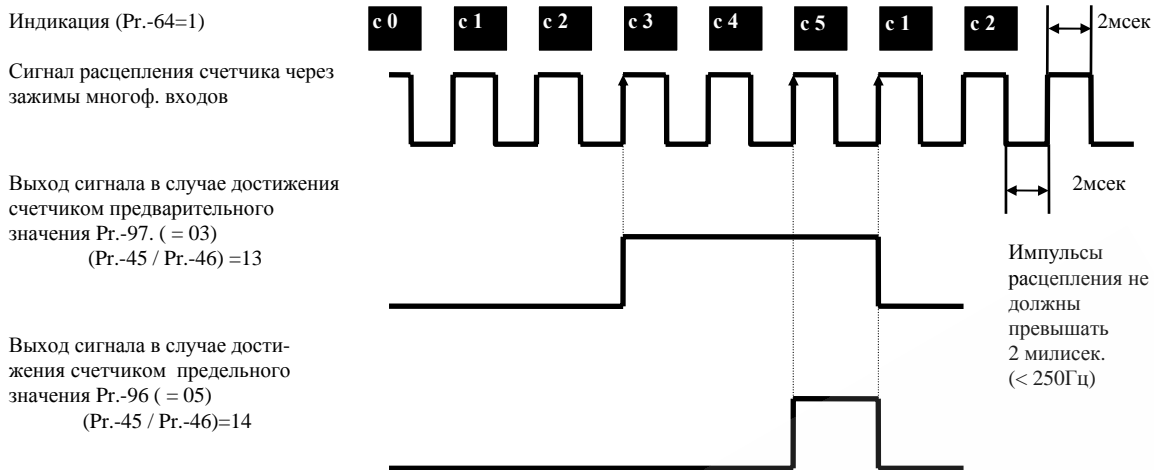 Индикация (Pr.-64=1)
c 0 c 1 c 2 c 3 c 4 c 5 c 1 c 2
2мсек
Сигнал расцепления счетчика через
зажимы многоф. входов
2мсек
Выход сигнала в случае достижения
счетчиком предварительного
значения Pr.-97. ( = 03)
(Pr.-45 / Pr.-46) =13
Импульсы
расцепления не
должны
превышать
2 милисек.
(< 250Гц)
Выход сигнала в случае дости-
жения счетчиком предельного
значения Pr.-96 ( = 05)
(Pr.-45 / Pr.-46)=14